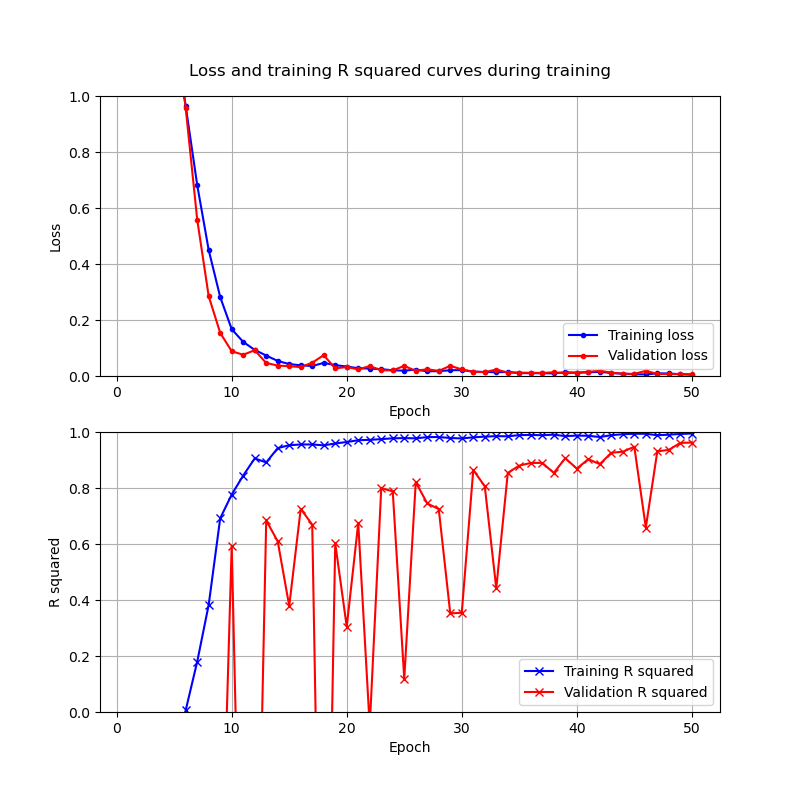 Loss and training R squared curves during training
1.0
0.8
0.6
0.4
0.2
0.0
Loss
Training loss
Validation loss
0 10 20 30 40 50
Epoch
1.0
0.8
0.6
0.4
0.2
0.0
R squared
Training R squared
Validation R squared
0 10 20 30 40 50
Epoch